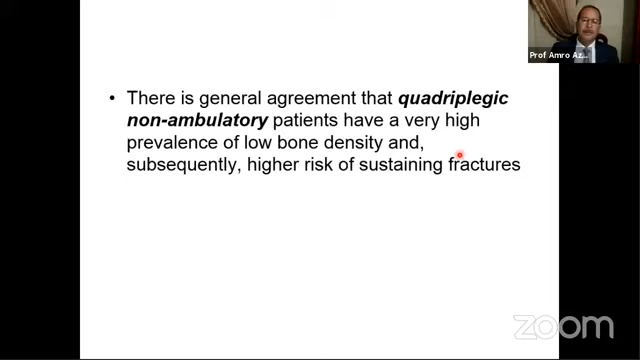 Prof Amro Az...
• There is general agreement that quadriplegic
non-ambulatory patients have a very high
prevalence of low bone density and,
subsequently, higher risk of sustaining fractures
zoom